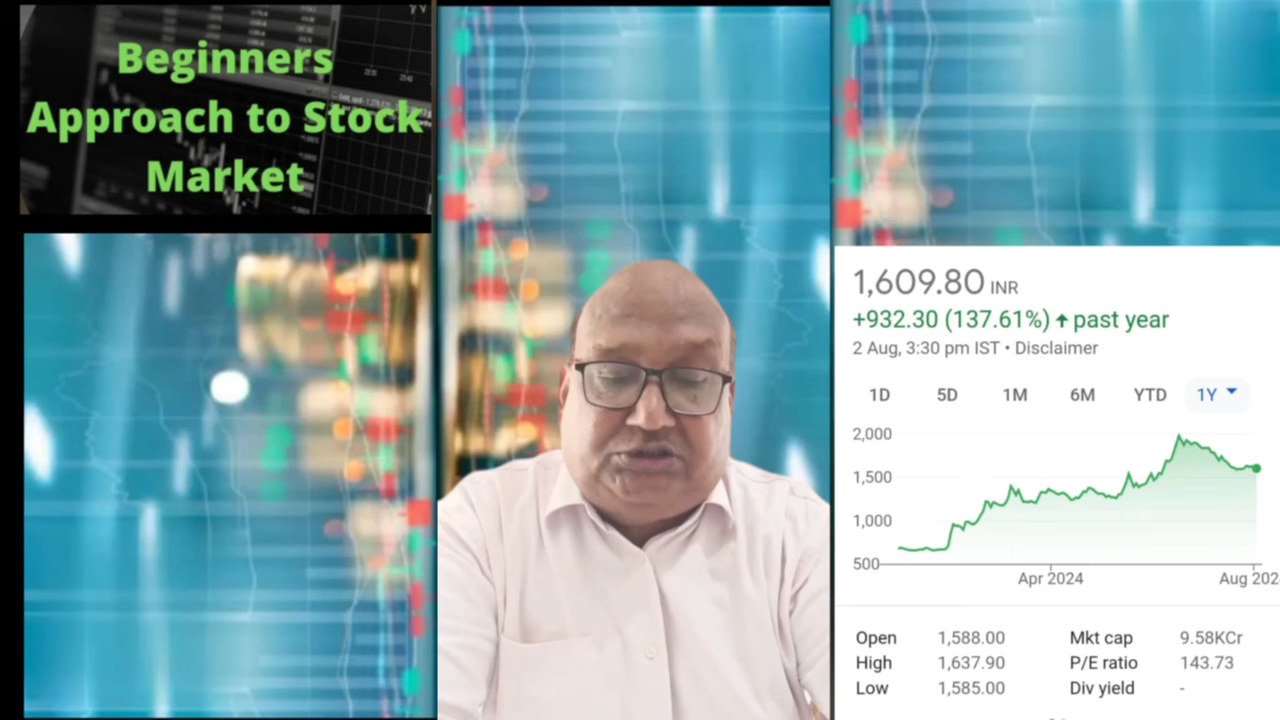 Beginners
Approach to Stock
Market
1,609.80 INR
+932.30 (137.61%) ↑ past year
2 Aug, 3:30 pm IST • Disclaimer
1D 5D 1M 6M YTD 1Y
2,000
1,500
1,000
500
Apr 2024 Aug 202
Open 1,588.00 Mkt cap 9.58KCr
High 1,637.90 P/E ratio 143.73
Low 1,585.00 Div yield -